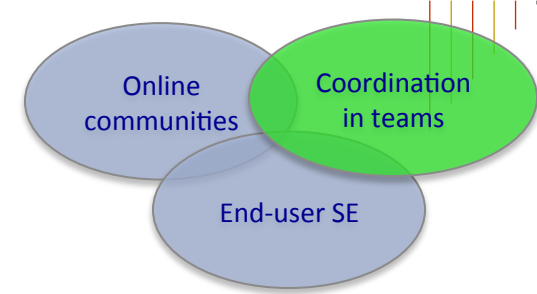 Online
communities
Coordination
in teams
End-user SE